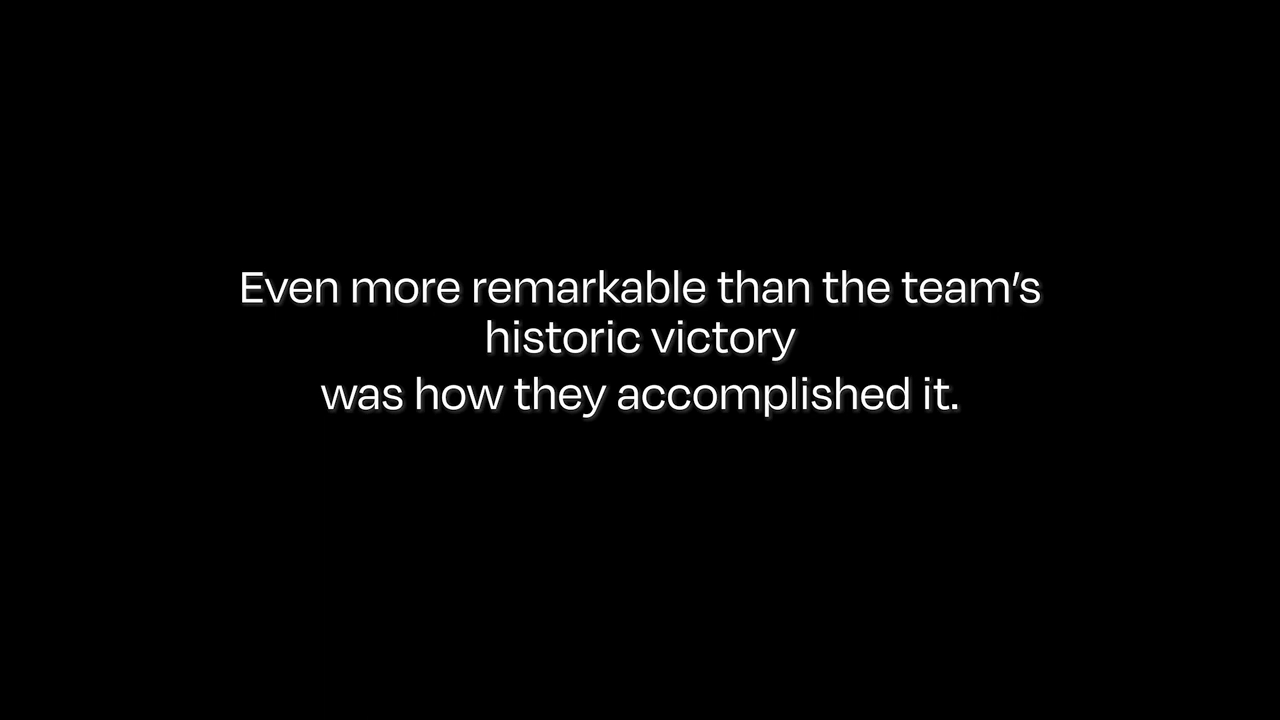 Even more remarkable than the team’s
historic victory
was how they accomplished it.